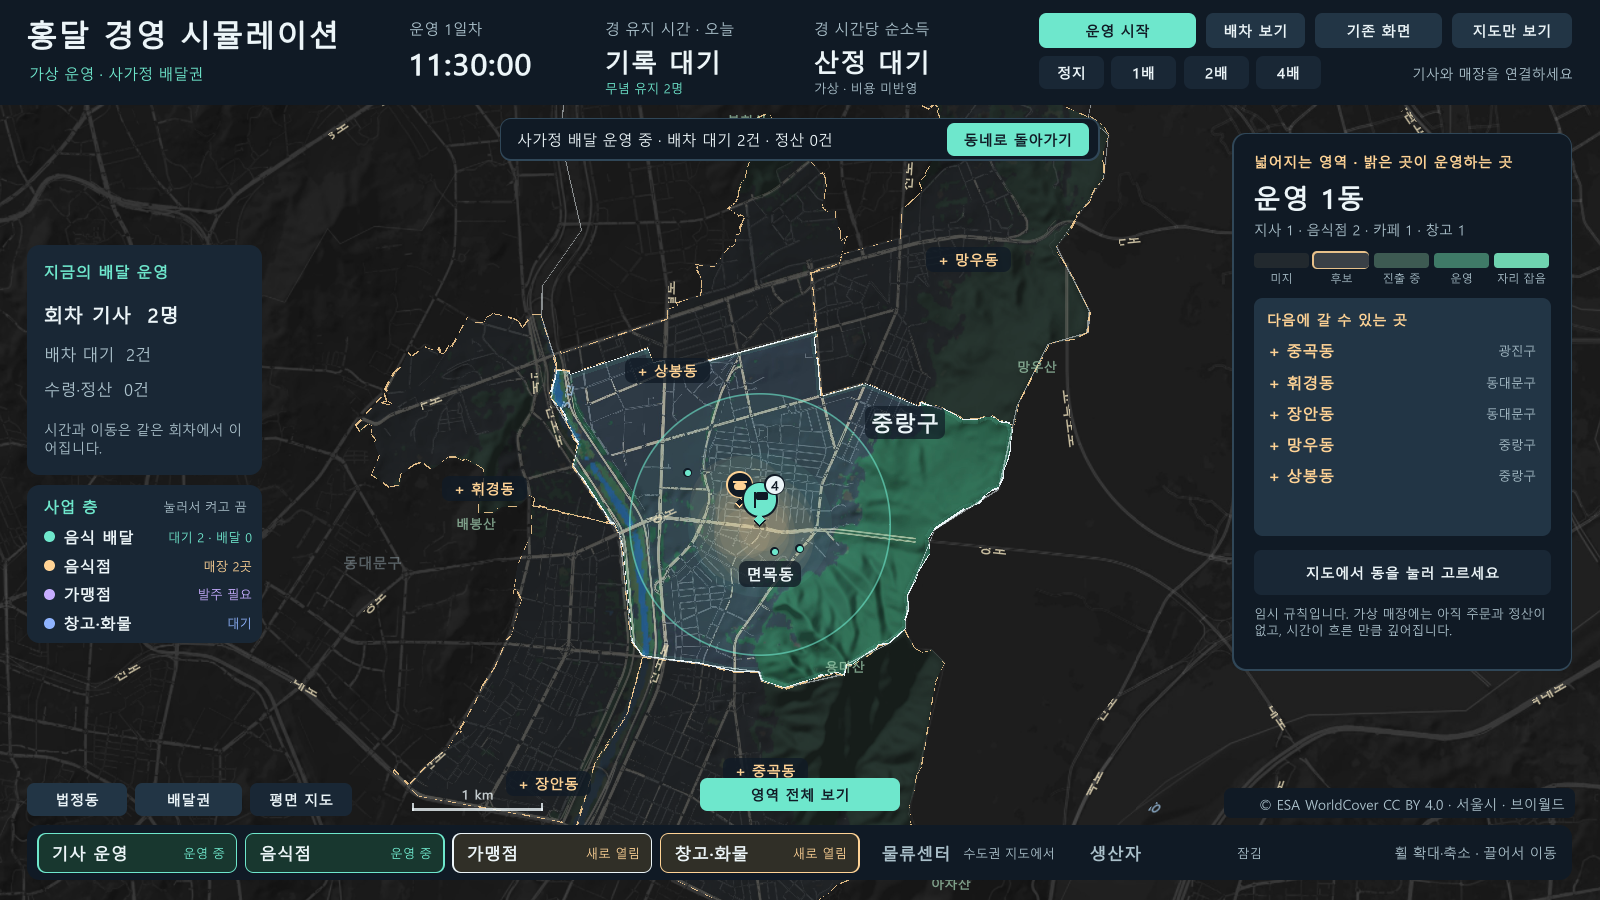 홍달 경영 시뮬레이션
가상 운영 · 사가정 배달권
운영 1일차
11:30:00
경 유지 시간 · 오늘
기록 대기
무념 유지 2명
경 시간당 순소득
산정 대기
가상 · 비용 미반영
운영 시작
배차 보기
기존 화면
지도만 보기
정지
1배
2배
4배
기사와 매장을 연결하세요
사가정 배달 운영 중 · 배차 대기 2건 · 정산 0건
동네로 돌아가기
지금의 배달 운영
회차 기사 2명
배차 대기 2건
수령·정산 0건
시간과 이동은 같은 회차에서 이
어집니다.
사업 층
눌러서 켜고 끔
음식 배달
대기 2 · 배달 0
음식점
매장 2곳
가맹점
발주 필요
창고·화물
대기
넓어지는 영역 · 밝은 곳이 운영하는 곳
운영 1동
지사 1 · 음식점 2 · 카페 1 · 창고 1
미지
후보
진출 중
운영
자리 잡음
다음에 갈 수 있는 곳
+ 중곡동
광진구
+ 휘경동
동대문구
+ 장안동
동대문구
+ 망우동
중랑구
+ 상봉동
중랑구
지도에서 동을 눌러 고르세요
임시 규칙입니다. 가상 매장에는 아직 주문과 정산이
없고, 시간이 흐른 만큼 깊어집니다.
+ 망우동
망우산
+ 상봉동
중랑구
+ 휘경동
배봉산
동대문구
4
면목동
용마산
+ 중곡동
+ 장안동
1 km
영역 전체 보기
법정동
배달권
평면 지도
© ESA WorldCover CC BY 4.0 · 서울시 · 브이월드
기사 운영
운영 중
음식점
운영 중
가맹점
새로 열림
창고·화물
새로 열림
물류센터
수도권 지도에서
생산자
잠김
휠 확대·축소 · 끌어서 이동
아차산